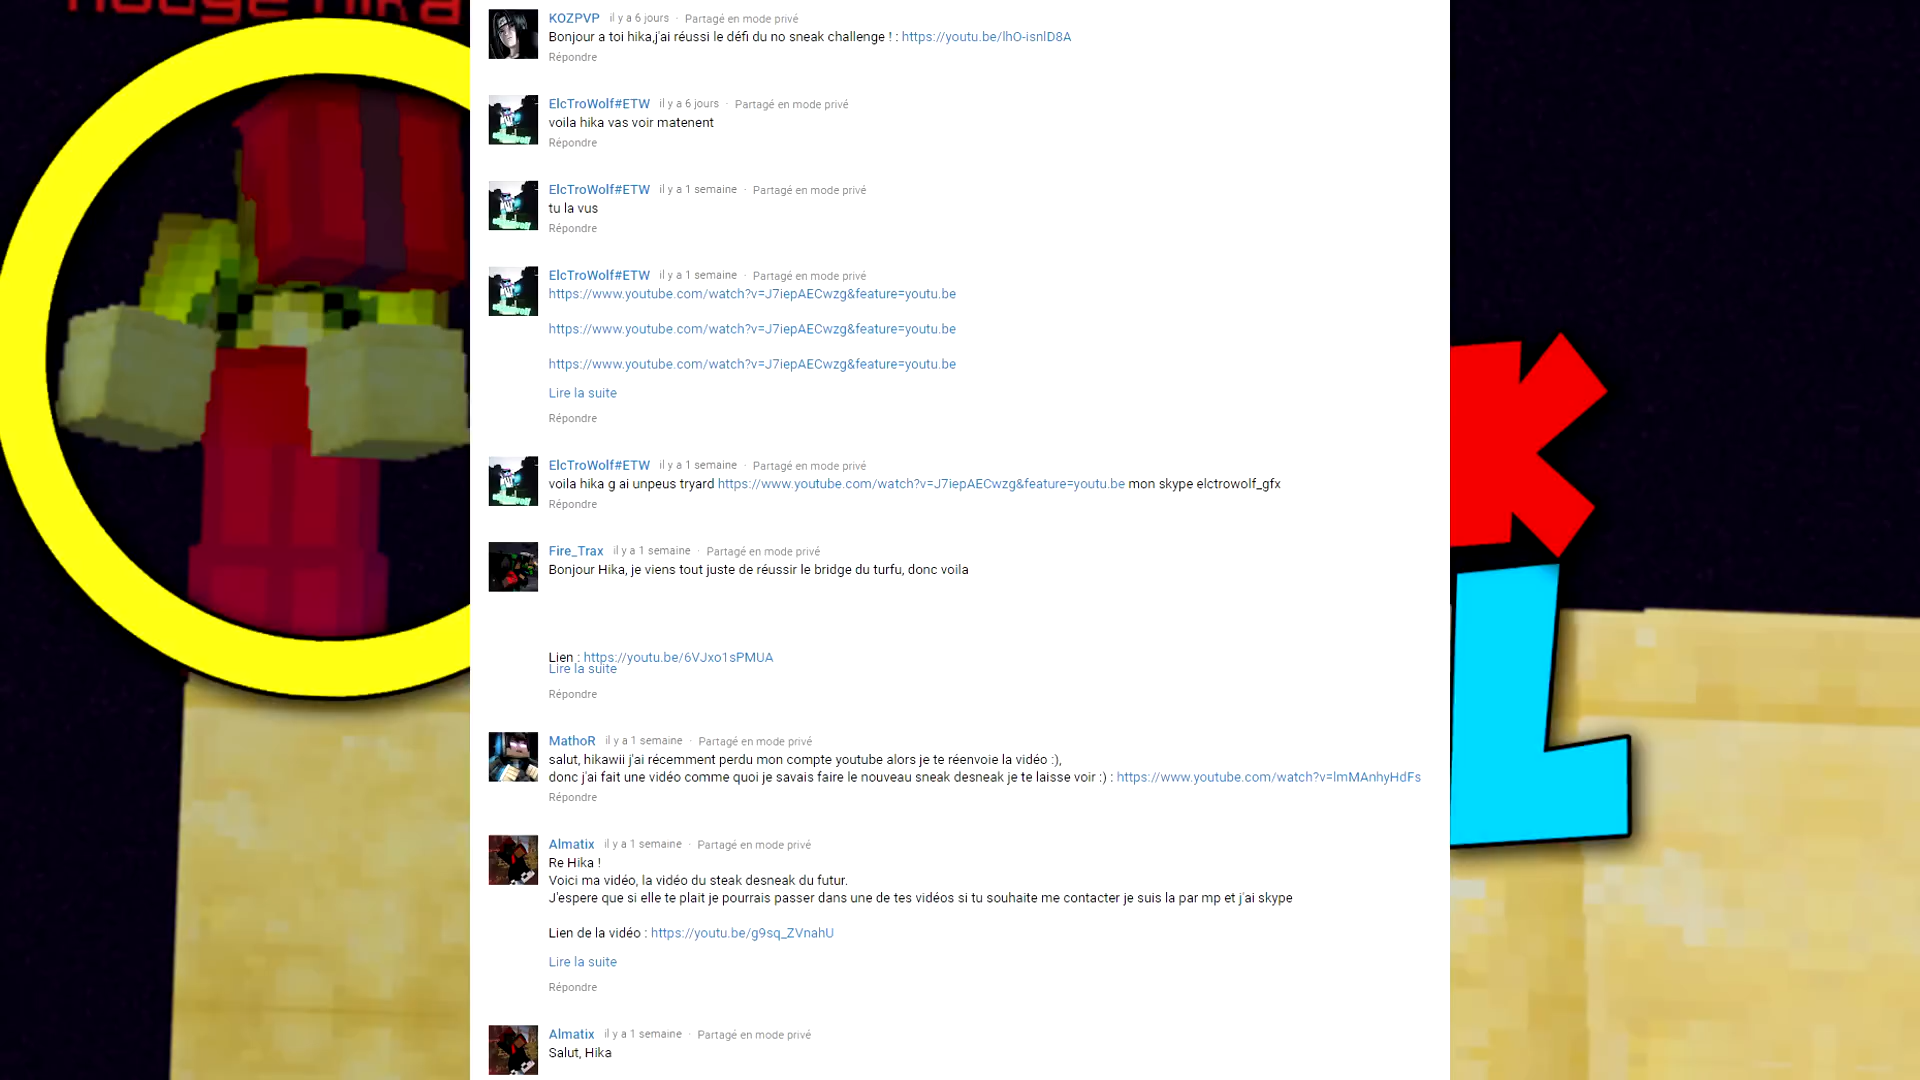 Rouge Hika
KOZPVP il y a 6 jours · Partagé en mode privé
Bonjour a toi hika,j'ai réussi le défi du no sneak challenge ! : https://youtu.be/lhO-isnlD8A
Répondre
ElcTroWolf#ETW il y a 6 jours · Partagé en mode privé
voila hika vas voir matenent
Répondre
ElcTroWolf#ETW il y a 1 semaine · Partagé en mode privé
tu la vus
Répondre
ElcTroWolf#ETW il y a 1 semaine · Partagé en mode privé
https://www.youtube.com/watch?v=J7iepAECwzg&feature=youtu.be
https://www.youtube.com/watch?v=J7iepAECwzg&feature=youtu.be
https://www.youtube.com/watch?v=J7iepAECwzg&feature=youtu.be
Lire la suite
Répondre
ElcTroWolf#ETW il y a 1 semaine · Partagé en mode privé
voila hika g ai unpeus tryard https://www.youtube.com/watch?v=J7iepAECwzg&feature=youtu.be mon skype elctrowolf_gfx
Répondre
Fire_Trax il y a 1 semaine · Partagé en mode privé
Bonjour Hika, je viens tout juste de réussir le bridge du turfu, donc voila
Lien : https://youtu.be/6VJxo1sPMUA
Lire la suite
Répondre
MathoR il y a 1 semaine · Partagé en mode privé
salut, hikawii j'ai récemment perdu mon compte youtube alors je te réenvoie la vidéo :),
donc j'ai fait une vidéo comme quoi je savais faire le nouveau sneak desneak je te laisse voir :) : https://www.youtube.com/watch?v=lmMAnhyHdFs
Répondre
Almatix il y a 1 semaine · Partagé en mode privé
Re Hika !
Voici ma vidéo, la vidéo du steak desneak du futur.
J'espere que si elle te plait je pourrais passer dans une de tes vidéos si tu souhaite me contacter je suis la par mp et j'ai skype
Lien de la vidéo : https://youtu.be/g9sq_ZVnahU
Lire la suite
Répondre
Almatix il y a 1 semaine · Partagé en mode privé
Salut, Hika